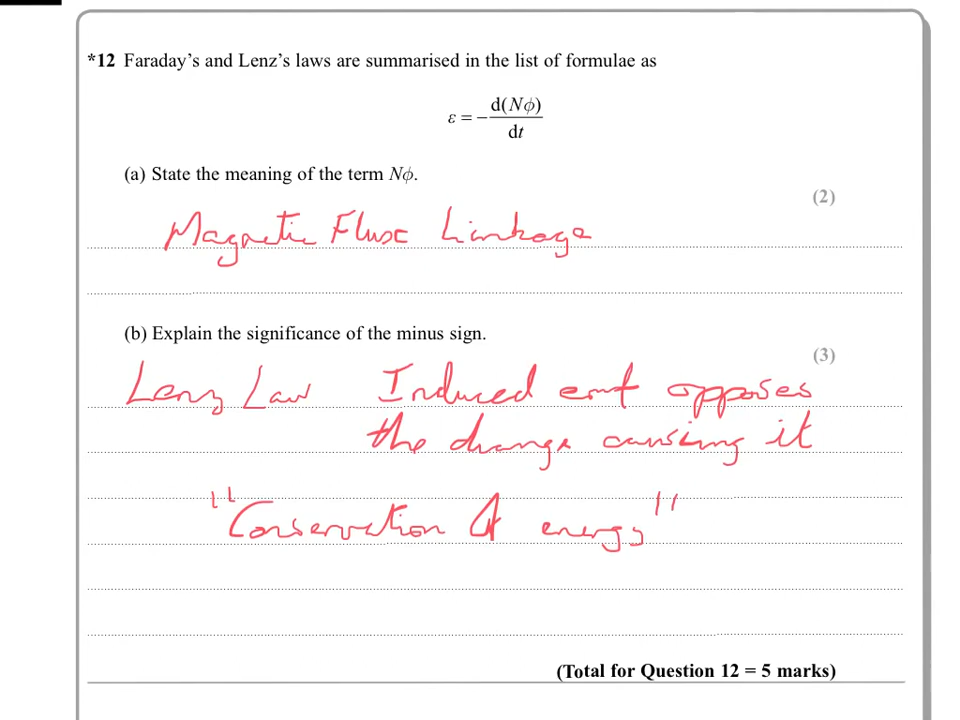 *12 Faraday's and Lenz's laws are summarised in the list of formulae as
ε = − d(Nϕ)/dt
(a) State the meaning of the term Nϕ.
(2)
Magnetic Flux Linkage
(b) Explain the significance of the minus sign.
(3)
Lenz Law Induced emf opposes
the change causing it
"Conservation of energy"
(Total for Question 12 = 5 marks)